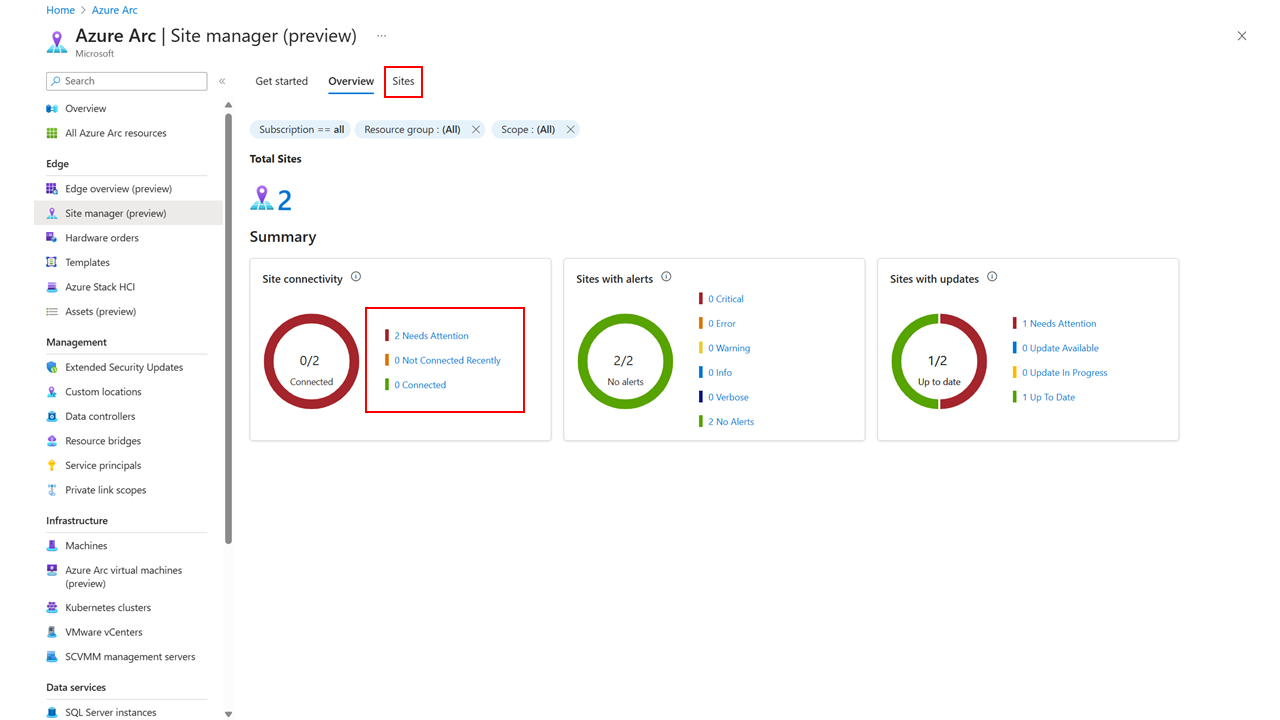 Home > Azure Arc
Azure Arc | Site manager (preview) ...
Microsoft
Search «
Overview
All Azure Arc resources
Edge
Edge overview (preview)
Site manager (preview)
Hardware orders
Templates
Azure Stack HCI
Assets (preview)
Management
Extended Security Updates
Custom locations
Data controllers
Resource bridges
Service principals
Private link scopes
Infrastructure
Machines
Azure Arc virtual machines
(preview)
Kubernetes clusters
VMware vCenters
SCVMM management servers
Data services
SQL Server instances
Get started Overview Sites
Subscription == all Resource group : (All) Scope : (All)
Total Sites
2
Summary
Site connectivity
0/2
Connected
2 Needs Attention
0 Not Connected Recently
0 Connected
Sites with alerts
2/2
No alerts
0 Critical
0 Error
0 Warning
0 Info
0 Verbose
2 No Alerts
Sites with updates
1/2
Up to date
1 Needs Attention
0 Update Available
0 Update In Progress
1 Up To Date